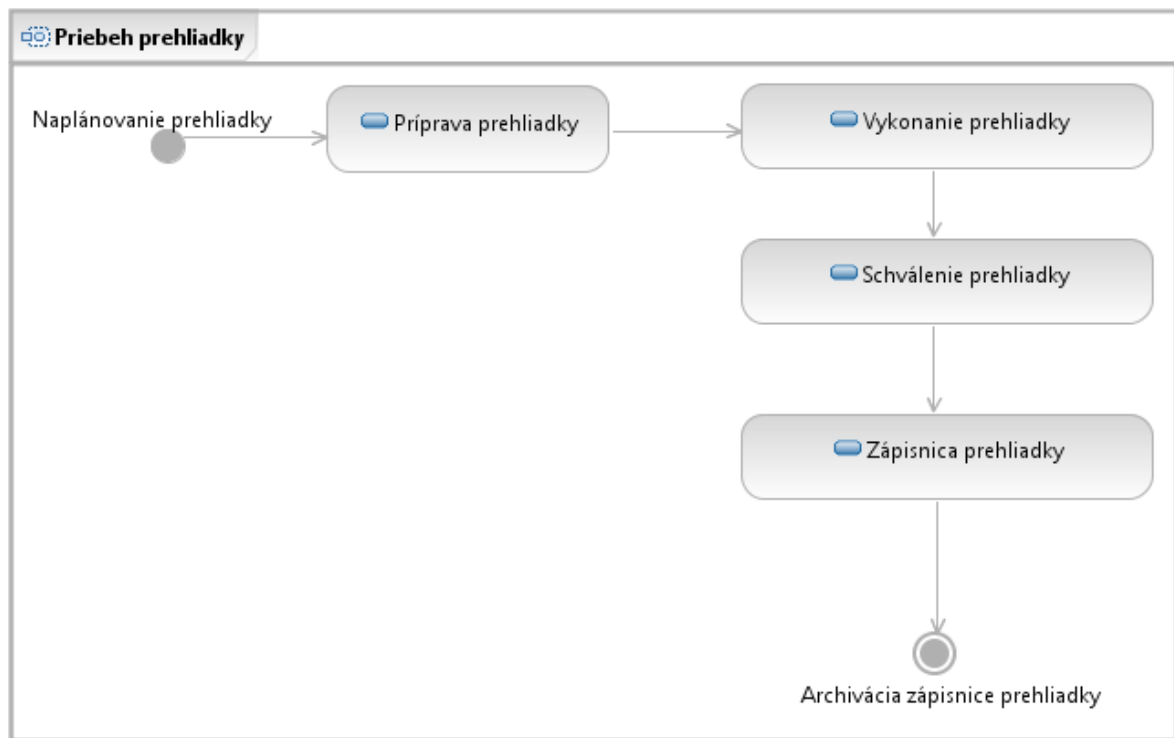 Priebeh prehliadky
Naplánovanie prehliadky
Príprava prehliadky
Vykonanie prehliadky
Schválenie prehliadky
Zápisnica prehliadky
Archivácia zápisnice prehliadky